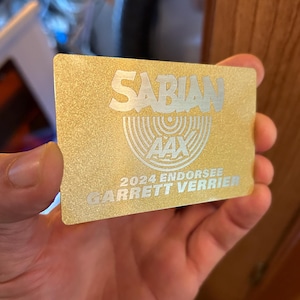 SABIAN
AAX
2024 ENDORSEE
GARRETT VERRIER